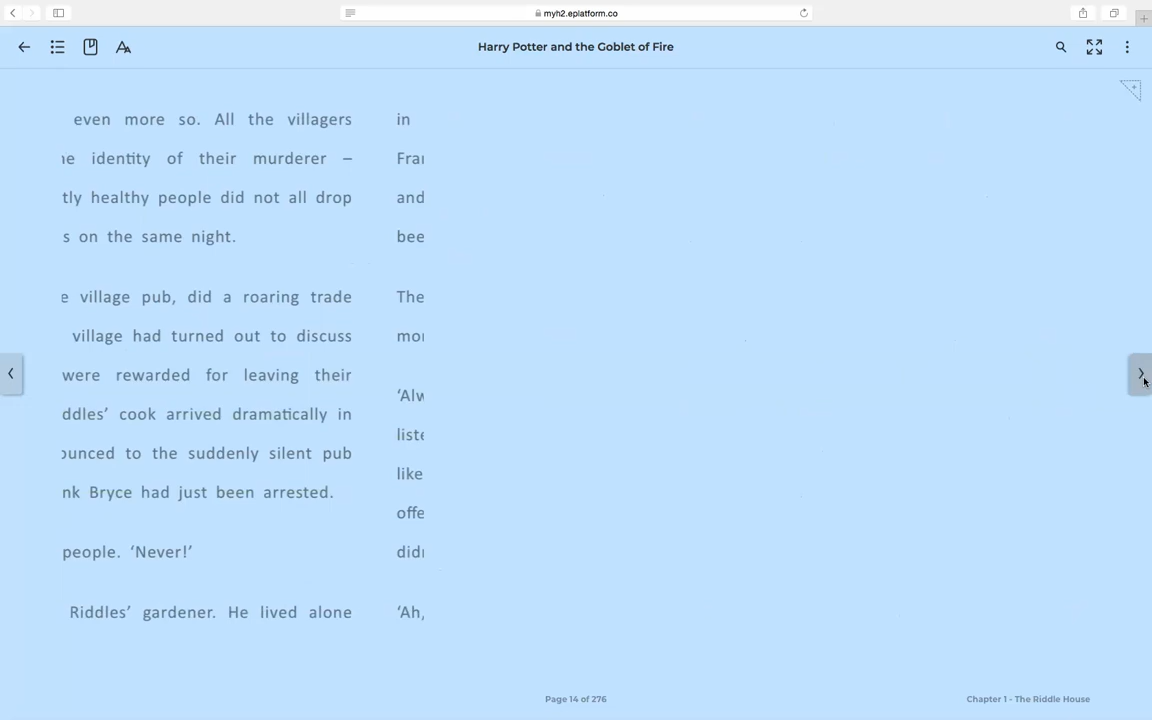 myh2.eplatform.co
Harry Potter and the Goblet of Fire
even more so. All the villagers
identity of their murderer –
tly healthy people did not all drop
s on the same night.
e village pub, did a roaring trade
village had turned out to discuss
were rewarded for leaving their
ddles’ cook arrived dramatically in
ounced to the suddenly silent pub
nk Bryce had just been arrested.
people. ‘Never!’
Riddles’ gardener. He lived alone
in
Fra
and
bee
The
mo
‘Alw
liste
like
offe
did
‘Ah,
Page 14 of 276
Chapter 1 - The Riddle House